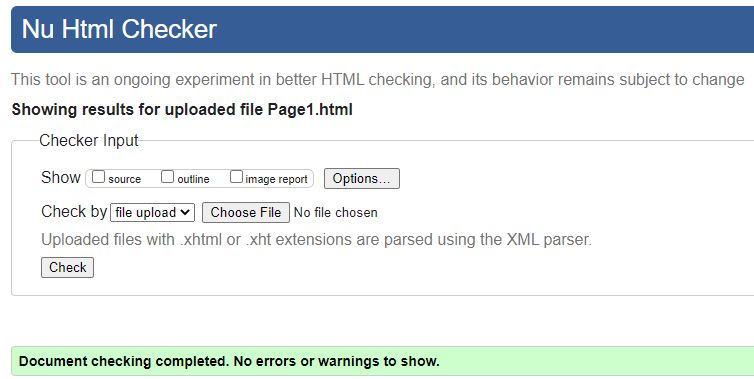 Nu Html Checker
This tool is an ongoing experiment in better HTML checking, and its behavior remains subject to change
Showing results for uploaded file Page1.html
Checker Input
Show source outline image report Options...
Check by file upload Choose File No file chosen
Uploaded files with .xhtml or .xht extensions are parsed using the XML parser.
Check
Document checking completed. No errors or warnings to show.